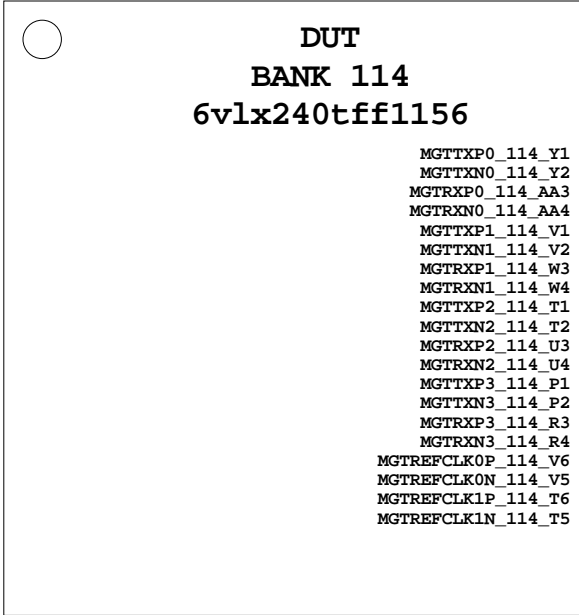 DUT
BANK 114
6vlx240tff1156
MGTTXP0_114_Y1
MGTTXN0_114_Y2
MGTRXP0_114_AA3
MGTRXN0_114_AA4
MGTTXP1_114_V1
MGTTXN1_114_V2
MGTRXP1_114_W3
MGTRXN1_114_W4
MGTTXP2_114_T1
MGTTXN2_114_T2
MGTRXP2_114_U3
MGTRXN2_114_U4
MGTTXP3_114_P1
MGTTXN3_114_P2
MGTRXP3_114_R3
MGTRXN3_114_R4
MGTREFCLK0P_114_V6
MGTREFCLK0N_114_V5
MGTREFCLK1P_114_T6
MGTREFCLK1N_114_T5